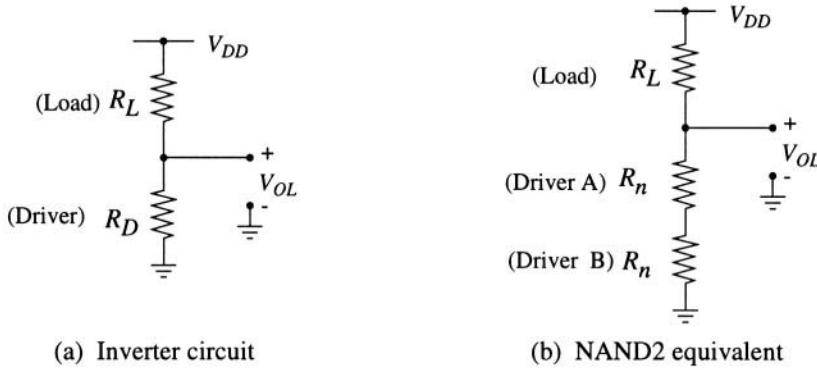 V_DD
(Load) R_L
+
V_OL
-
(Driver) R_D
(a) Inverter circuit
V_DD
(Load) R_L
+
V_OL
-
(Driver A) R_n
(Driver B) R_n
(b) NAND2 equivalent